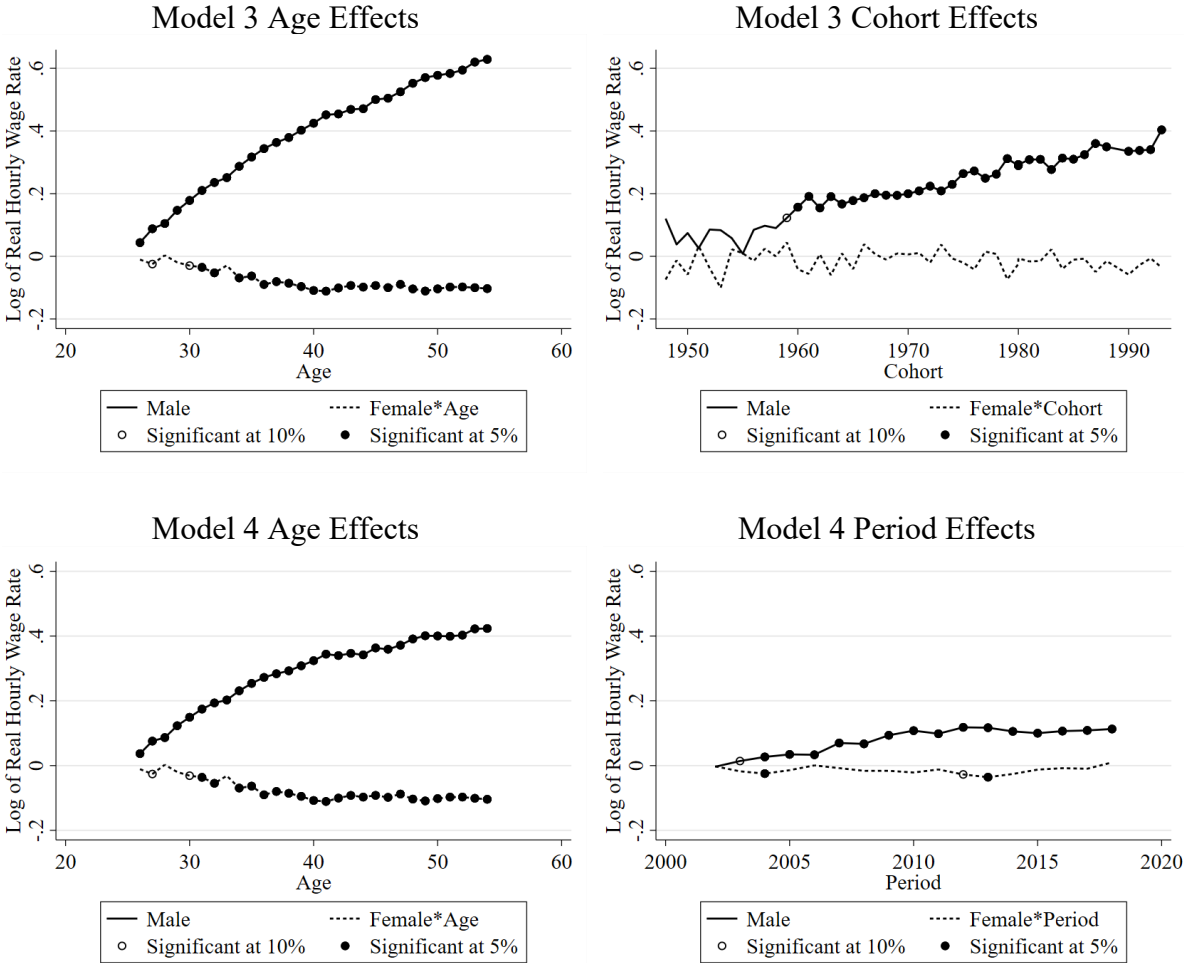 Model 3 Age Effects
Log of Real Hourly Wage Rate
.6
.4
.2
0
-.2
20 30 40 50 60
Age
Male Female*Age
Significant at 10% Significant at 5%
Model 3 Cohort Effects
Log of Real Hourly Wage Rate
.6
.4
.2
0
-.2
1950 1960 1970 1980 1990
Cohort
Male Female*Cohort
Significant at 10% Significant at 5%
Model 4 Age Effects
Log of Real Hourly Wage Rate
.6
.4
.2
0
-.2
20 30 40 50 60
Age
Male Female*Age
Significant at 10% Significant at 5%
Model 4 Period Effects
Log of Real Hourly Wage Rate
.6
.4
.2
0
-.2
2000 2005 2010 2015 2020
Period
Male Female*Period
Significant at 10% Significant at 5%